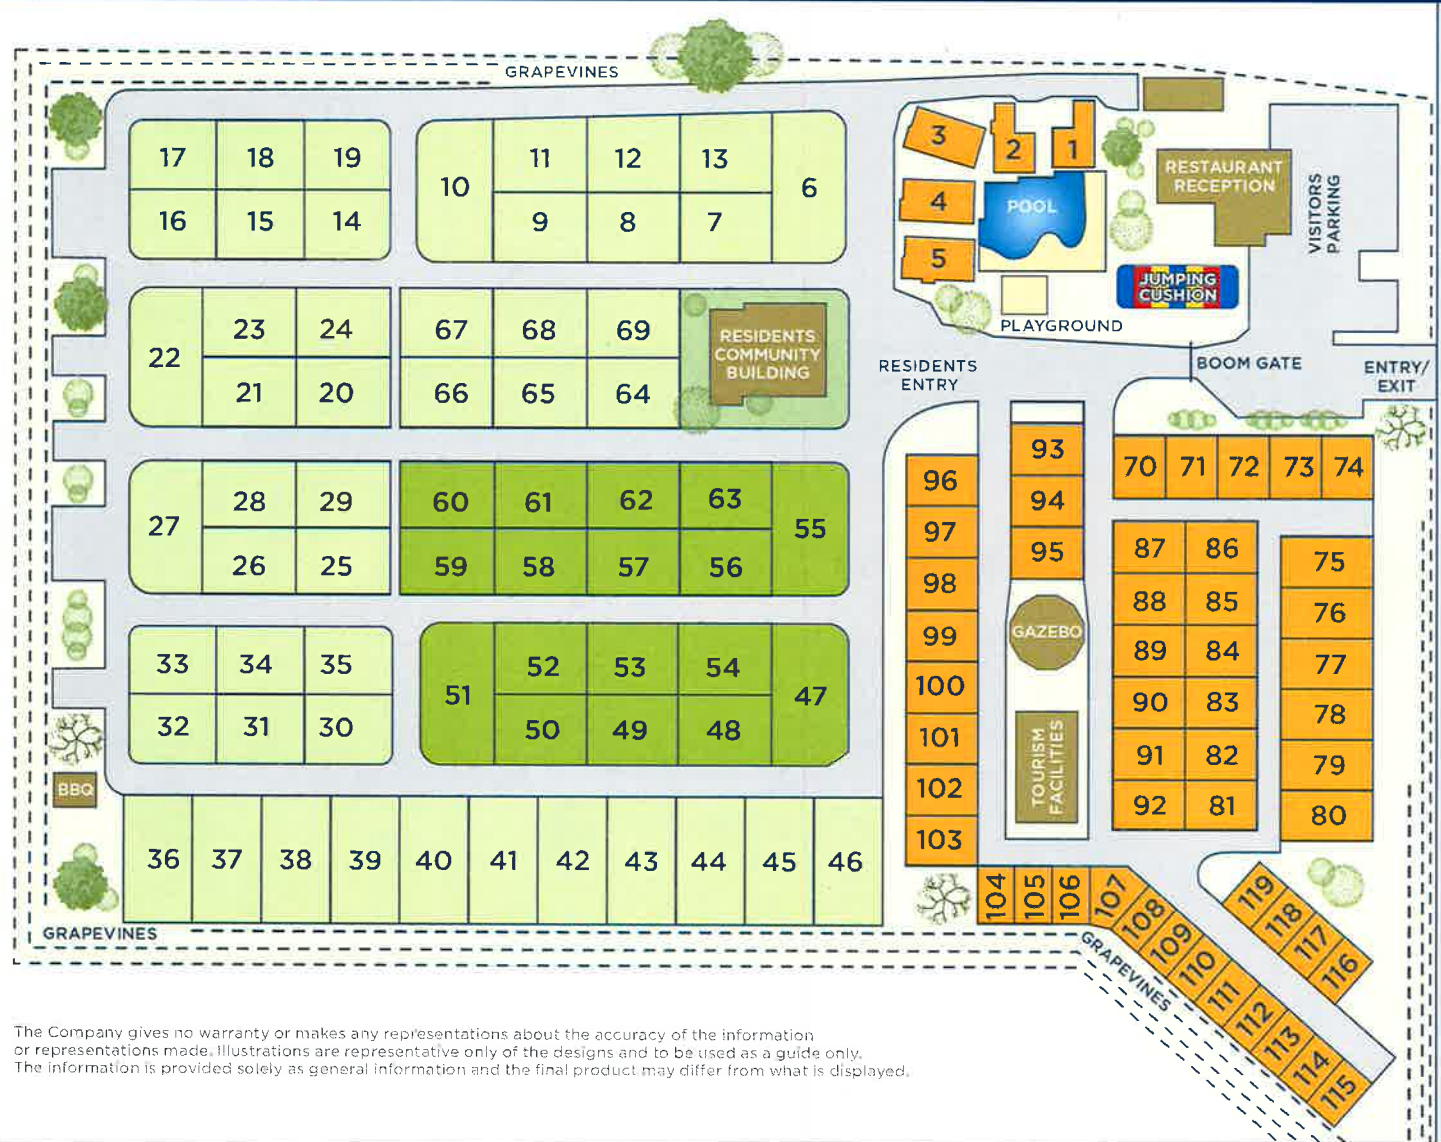 GRAPEVINES
17 18 19
16 15 14
10 11 12 13 6
9 8 7
3 2 1
4
5
POOL
RESTAURANT
RECEPTION
VISITORS
PARKING
JUMPING
CUSHION
PLAYGROUND
22 23 24
21 20
67 68 69
66 65 64
RESIDENTS
COMMUNITY
BUILDING
RESIDENTS
ENTRY
BOOM GATE
ENTRY/
EXIT
27 28 29
26 25
60 61 62 63 55
59 58 57 56
33 34 35
32 31 30
51 52 53 54 47
50 49 48
BBQ
36 37 38 39 40 41 42 43 44 45 46
GRAPEVINES
96
97
98
99
100
101
102
103
93
94
95
GAZEBO
TOURISM
FACILITIES
70 71 72 73 74
87 86
88 85
89 84
90 83
91 82
92 81
75
76
77
78
79
80
104 105 106 107 108 109 110 111 112 113 114 115
119 118 117 116
GRAPEVINES
The Company gives no warranty or makes any representations about the accuracy of the information
or representations made. Illustrations are representative only of the designs and to be used as a guide only.
The information is provided solely as general information and the final product may differ from what is displayed.